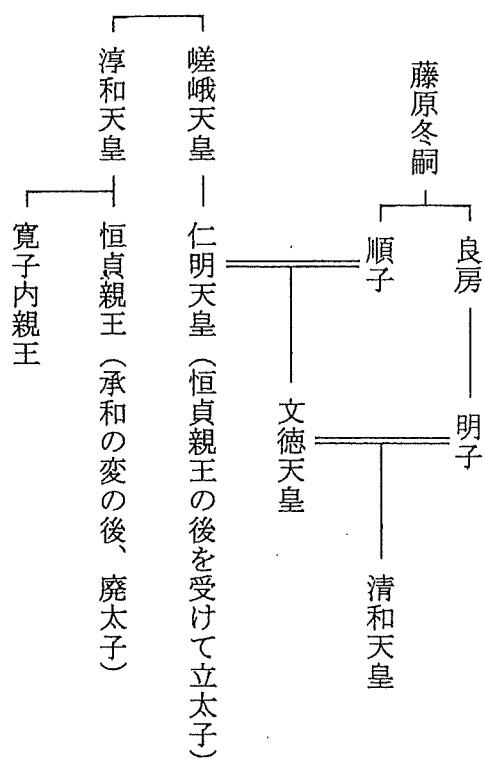 藤原冬嗣
良房
明子
順子
清和天皇
文徳天皇
嵯峨天皇
仁明天皇(恒貞親王の後を受けて立太子)
淳和天皇
恒貞親王(承和の変の後、廃太子)
寛子内親王